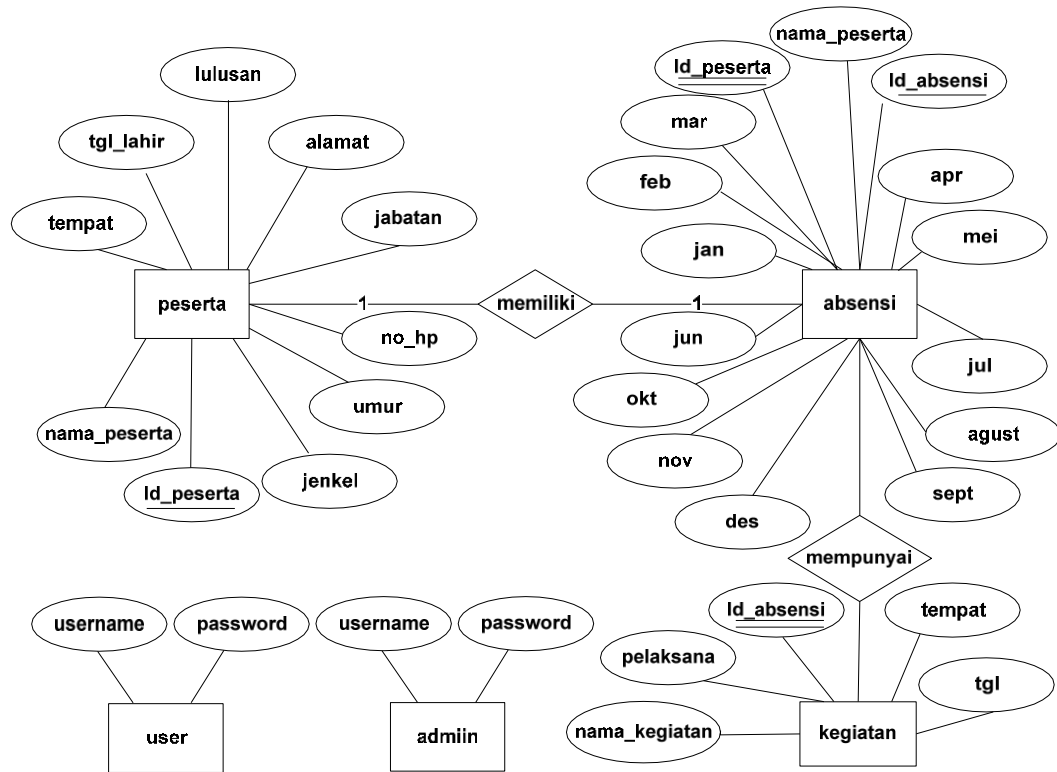 nama_peserta
lulusan
Id_peserta
Id_absensi
mar
tgl_lahir
alamat
feb
apr
tempat
jabatan
jan
mei
peserta
1
memiliki
1
absensi
no_hp
jun
jul
umur
okt
nama_peserta
agust
nov
jenkel
Id_peserta
sept
des
mempunyai
Id_absensi
tempat
username
password
username
password
pelaksana
tgl
nama_kegiatan
user
admiin
kegiatan